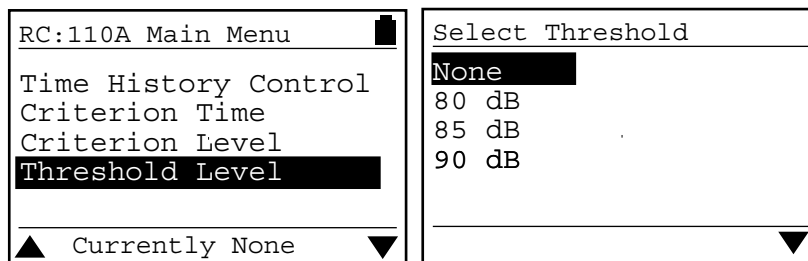 RC:110A Main Menu
Time History Control
Criterion Time
Criterion Level
Threshold Level
Currently None
Select Threshold
None
80 dB
85 dB
90 dB